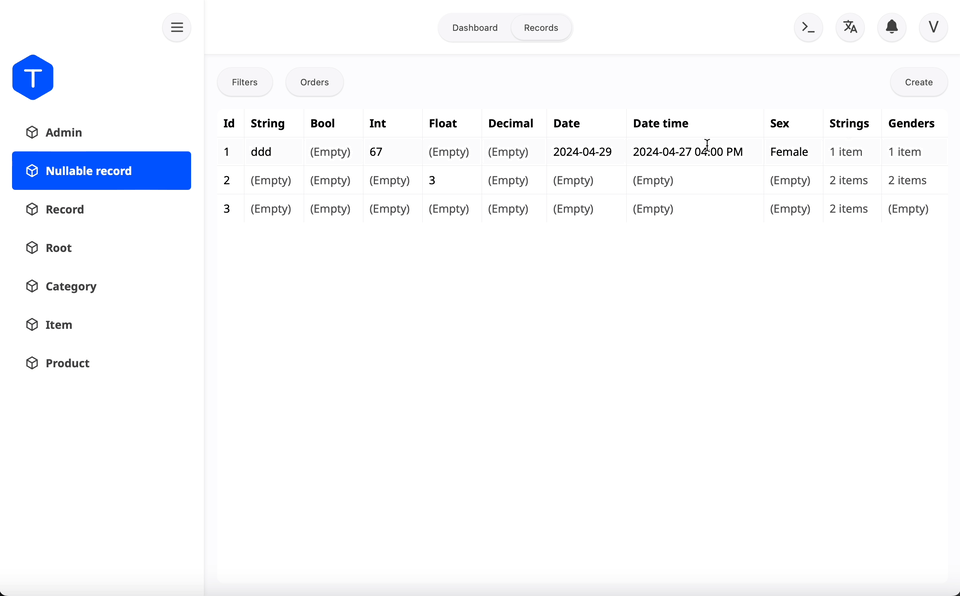 Dashboard Records
V
T
Filters Orders Create
Admin
Nullable record
Record
Root
Category
Item
Product
Id String Bool Int Float Decimal Date Date time Sex Strings Genders
1 ddd (Empty) 67 (Empty) (Empty) 2024-04-29 2024-04-27 04:00 PM Female 1 item 1 item
2 (Empty) (Empty) (Empty) 3 (Empty) (Empty) (Empty) (Empty) 2 items 2 items
3 (Empty) (Empty) (Empty) (Empty) (Empty) (Empty) (Empty) (Empty) 2 items (Empty)